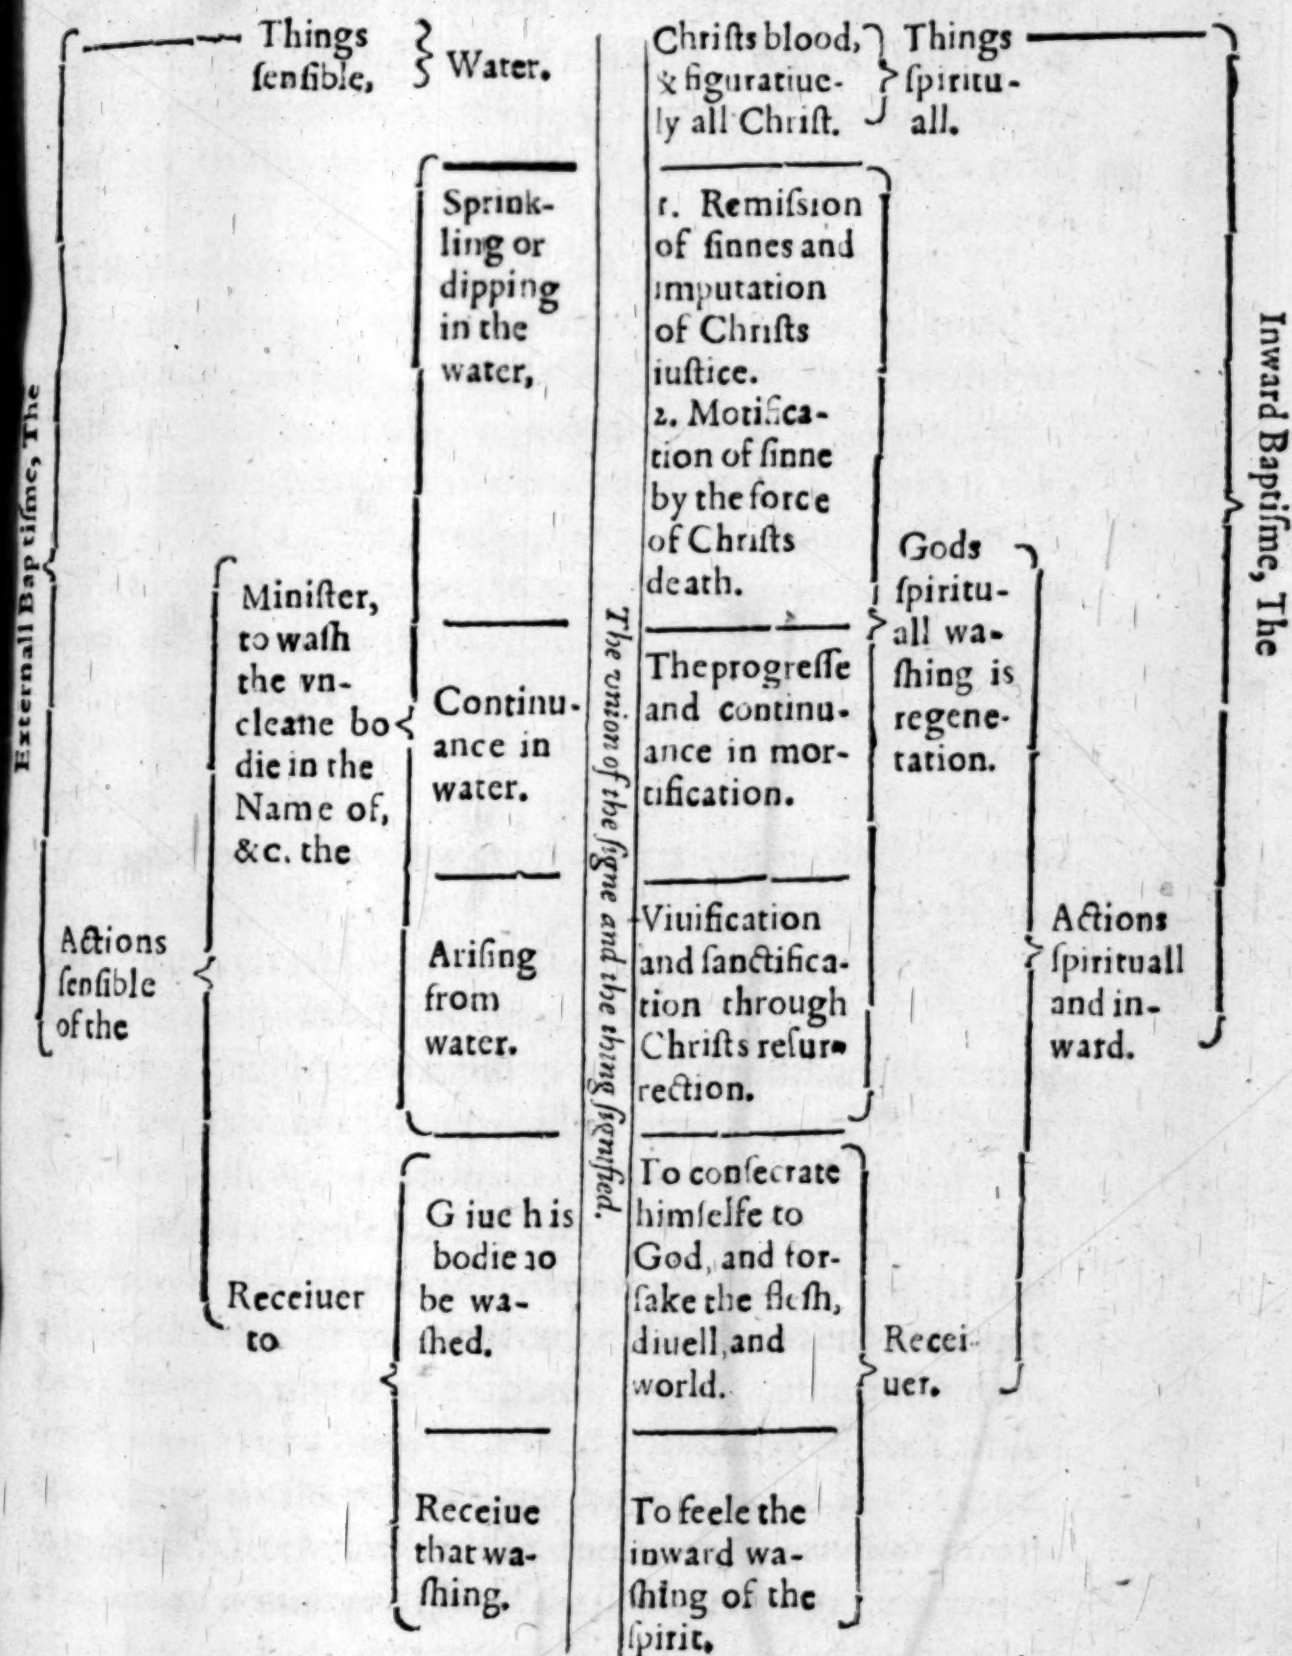 Externall Baptiſme, The
Things
ſenſible,
Water.
Actions
ſenſible
of the
Miniſter,
to waſh
the vn-
cleane bo
die in the
Name of,
&c. the
Sprink-
ling or
dipping
in the
water,
Continu-
ance in
water.
Ariſing
from
water.
Receiuer
to
Giue his
bodie to
be wa-
ſhed.
Receiue
that wa-
ſhing.
The vnion of the ſigne and the thing ſignified.
Chriſts blood,
& figuratiue-
ly all Chriſt.
Things
ſpiritu-
all.
1. Remiſsion
of ſinnes and
imputation
of Chriſts
iuſtice.
2. Motifica-
tion of ſinne
by the force
of Chriſts
death.
The progreſſe
and continu-
ance in mor-
tification.
Viuification
and ſanctifica-
tion through
Chriſts reſur-
rection.
Gods
ſpiritu-
all wa-
ſhing is
regene-
ration.
To conſecrate
himſelfe to
God, and for-
ſake the fleſh,
diuell, and
world.
To feele the
inward wa-
ſhing of the
ſpirit.
Recei-
uer.
Actions
ſpirituall
and in-
ward.
Inward Baptiſme, The